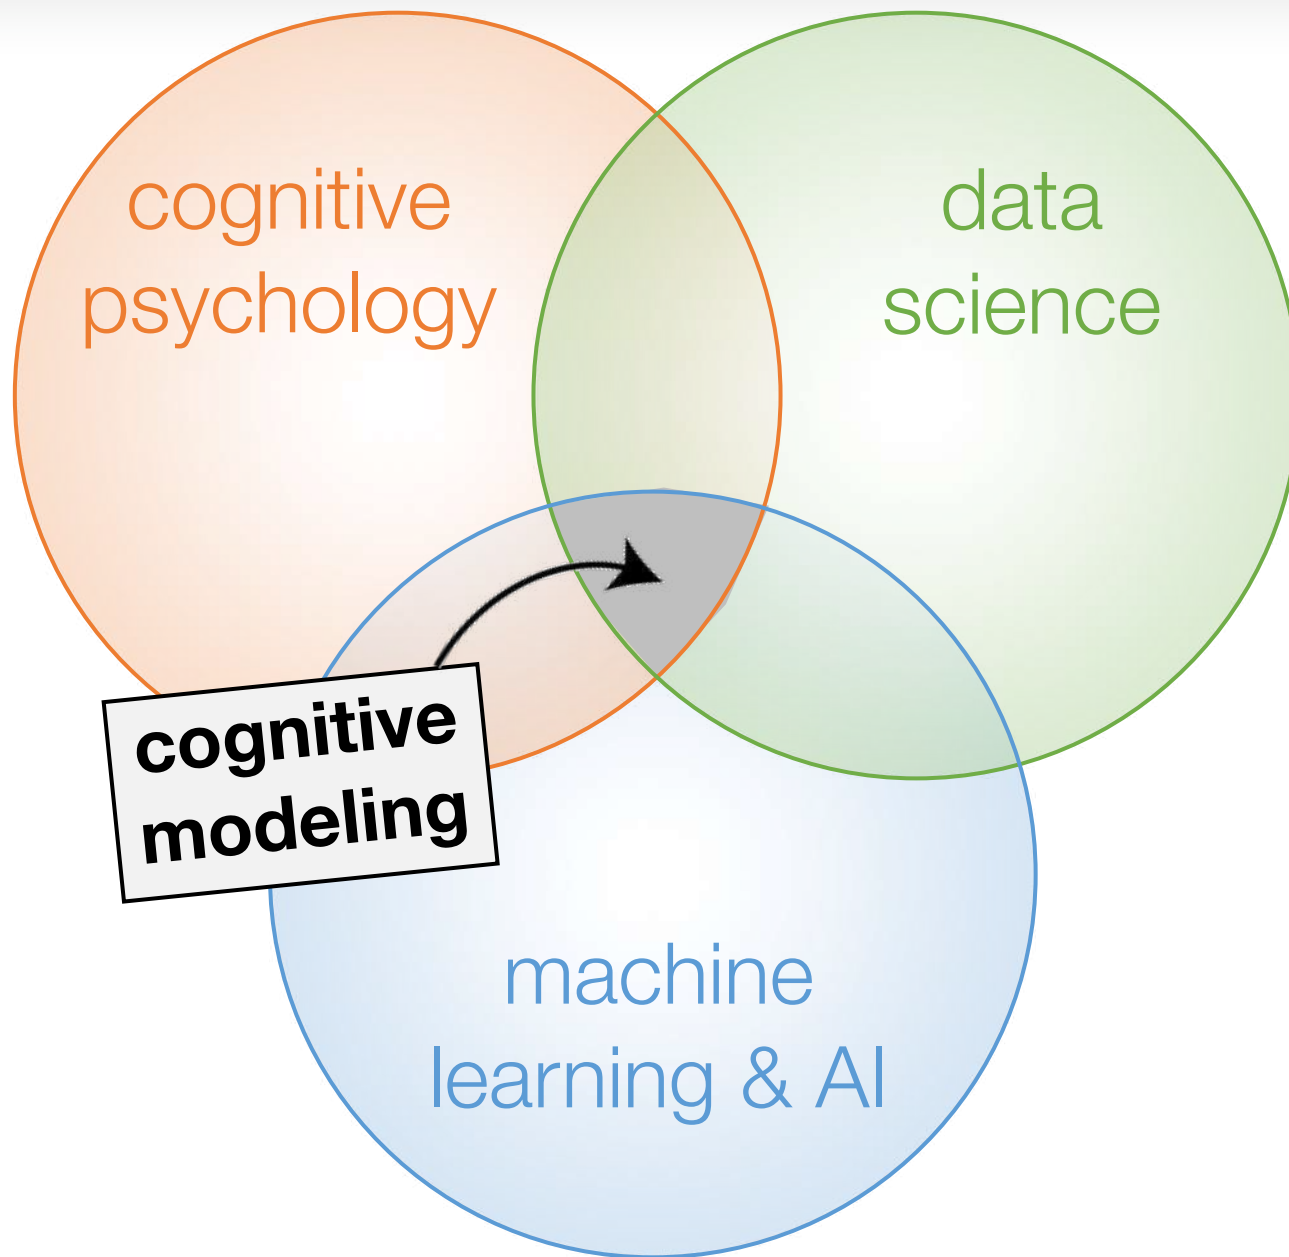 cognitive
psychology
data
science
cognitive
modeling
machine
learning & AI